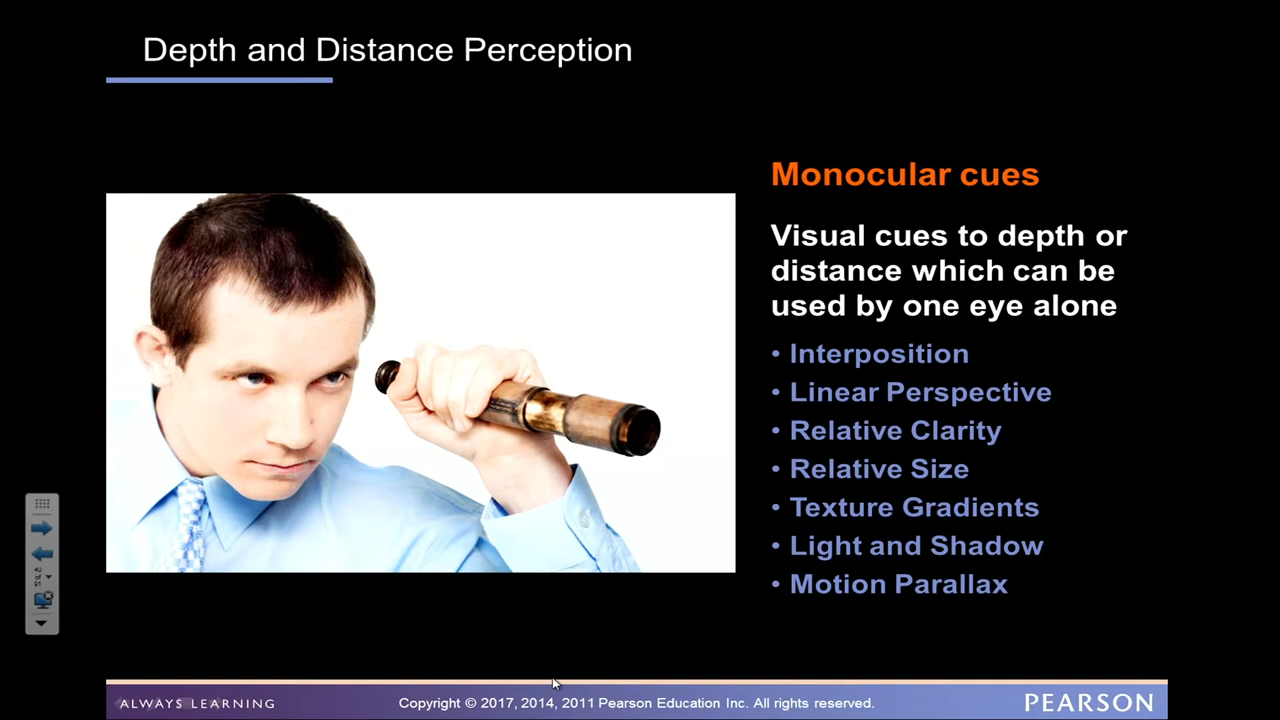 Depth and Distance Perception
Monocular cues
Visual cues to depth or
distance which can be
used by one eye alone
• Interposition
• Linear Perspective
• Relative Clarity
• Relative Size
• Texture Gradients
• Light and Shadow
• Motion Parallax
of
91
ALWAYS LEARNING
Copyright © 2017, 2014, 2011 Pearson Education Inc. All rights reserved.
PEARSON